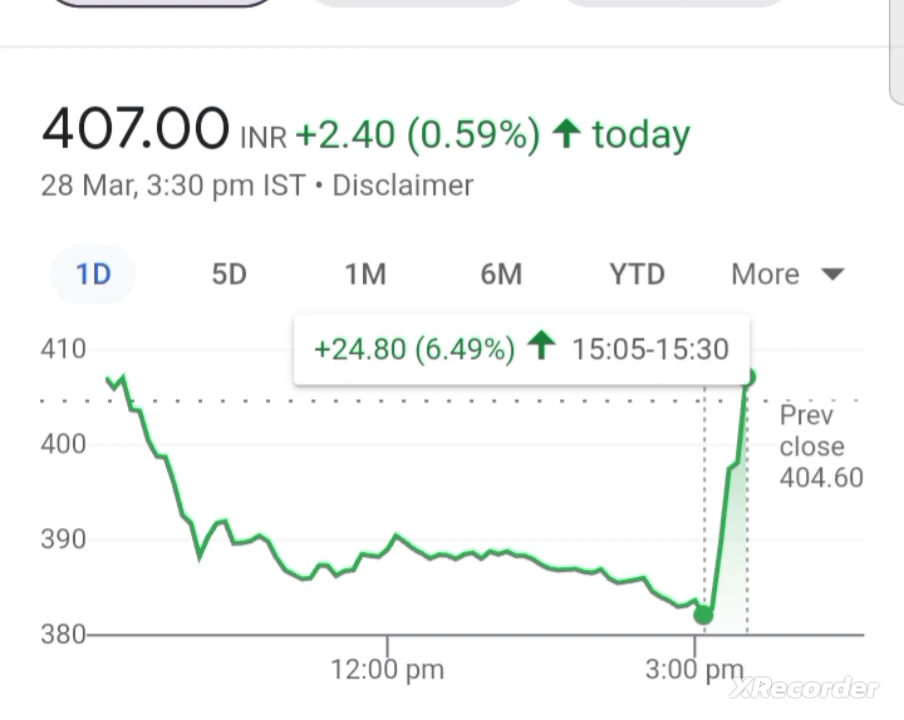 407.00 INR +2.40 (0.59%) ↑ today
28 Mar, 3:30 pm IST • Disclaimer
1D 5D 1M 6M YTD More
+24.80 (6.49%) ↑ 15:05-15:30
410
Prev
close
404.60
400
390
380
12:00 pm 3:00 pm
XRecorder